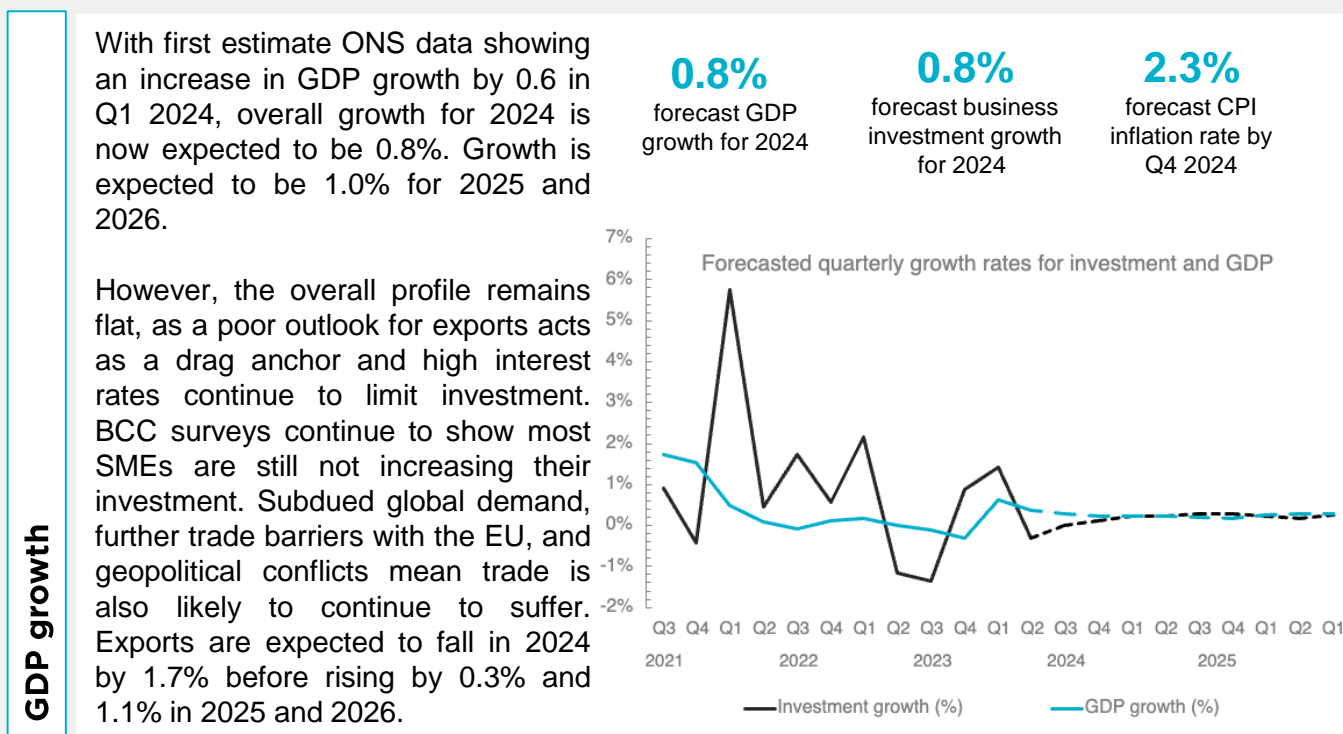 GDP growth
With first estimate ONS data showing
an increase in GDP growth by 0.6 in
Q1 2024, overall growth for 2024 is
now expected to be 0.8%. Growth is
expected to be 1.0% for 2025 and
2026.
However, the overall profile remains
flat, as a poor outlook for exports acts
as a drag anchor and high interest
rates continue to limit investment.
BCC surveys continue to show most
SMEs are still not increasing their
investment. Subdued global demand,
further trade barriers with the EU, and
geopolitical conflicts mean trade is
also likely to continue to suffer.
Exports are expected to fall in 2024
by 1.7% before rising by 0.3% and
1.1% in 2025 and 2026.
0.8%
forecast GDP
growth for 2024
0.8%
forecast business
investment growth
for 2024
2.3%
forecast CPI
inflation rate by
Q4 2024
Forecasted quarterly growth rates for investment and GDP
7%
6%
5%
4%
3%
2%
1%
0%
-1%
-2%
Q3 Q4 Q1 Q2 Q3 Q4 Q1 Q2 Q3 Q4 Q1 Q2 Q3 Q4 Q1 Q2 Q3 Q4 Q1 Q2 Q1
2021 2022 2023 2024 2025
Investment growth (%) GDP growth (%)